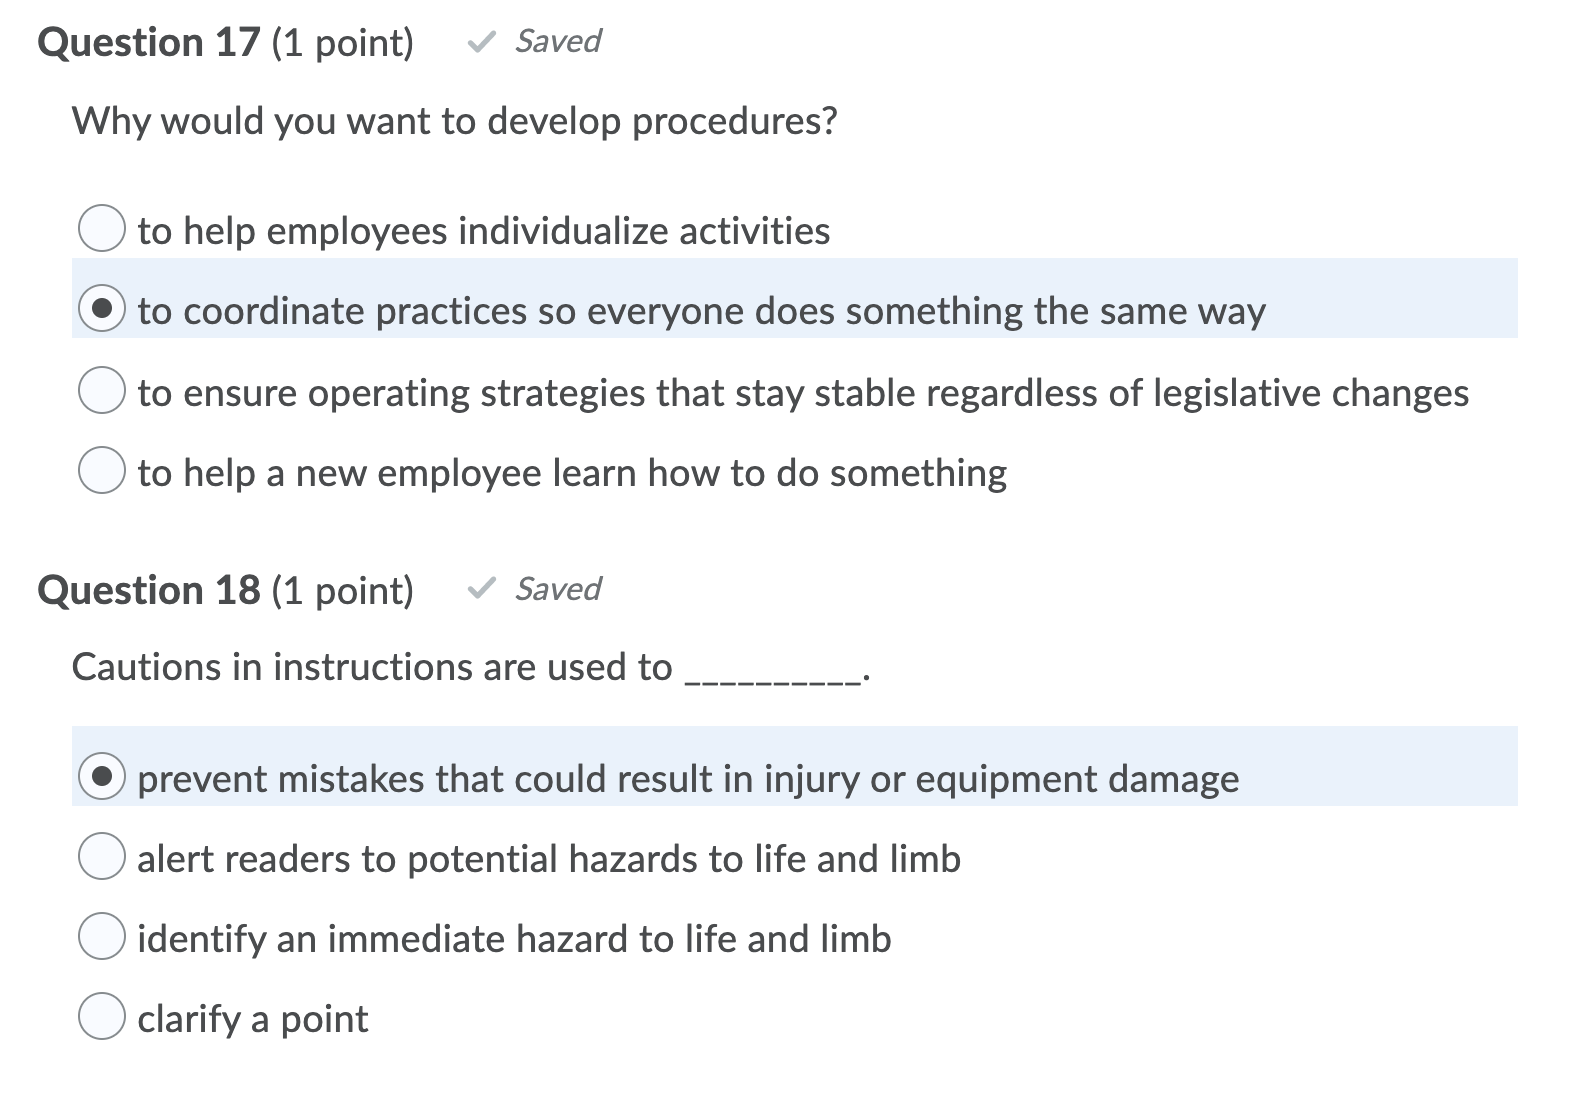 Question 17 (1 point) ✓ Saved
Why would you want to develop procedures?
to help employees individualize activities
to coordinate practices so everyone does something the same way
to ensure operating strategies that stay stable regardless of legislative changes
to help a new employee learn how to do something
Question 18 (1 point) ✓ Saved
Cautions in instructions are used to __________.
prevent mistakes that could result in injury or equipment damage
alert readers to potential hazards to life and limb
identify an immediate hazard to life and limb
clarify a point